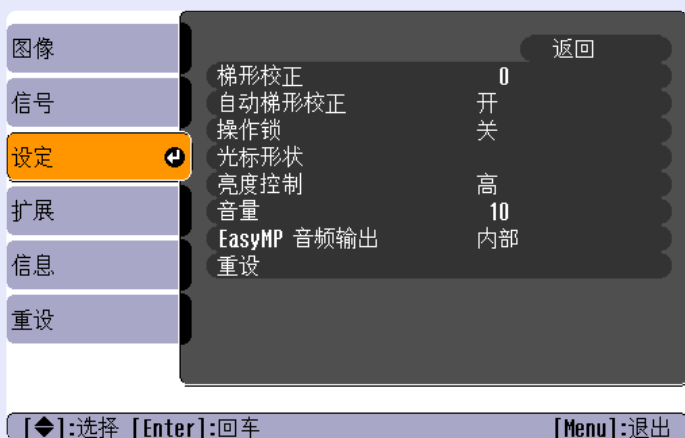 图像
信号
设定
扩展
信息
重设
返回
梯形校正 0
自动梯形校正 开
操作锁 关
光标形状
亮度控制 高
音量 10
EasyMP 音频输出 内部
重设
[◆]:选择 [Enter]:回车 [Menu]:退出